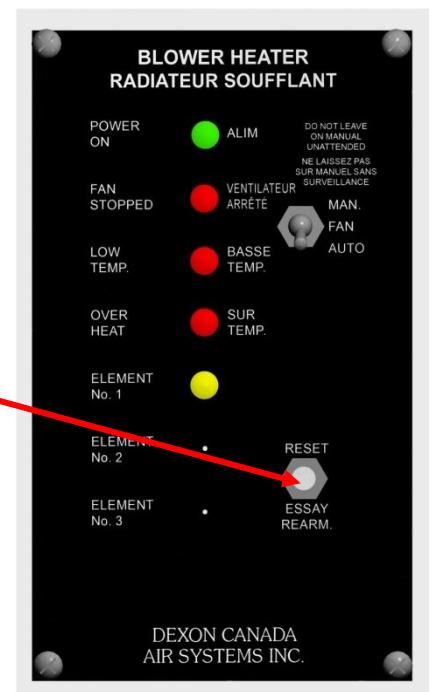 BLOWER HEATER
RADIATEUR SOUFFLANT
POWER
ON
ALIM
DO NOT LEAVE
ON MANUAL
UNATTENDED
NE LAISSEZ PAS
SUR MANUEL SANS
SURVEILLANCE
FAN
STOPPED
VENTILATEUR
ARRÊTÉ
MAN.
FAN
AUTO
LOW
TEMP.
BASSE
TEMP.
OVER
HEAT
SUR
TEMP.
ELEMENT
No. 1
ELEMENT
No. 2
RESET
ELEMENT
No. 3
ESSAY
REARM.
DEXON CANADA
AIR SYSTEMS INC.